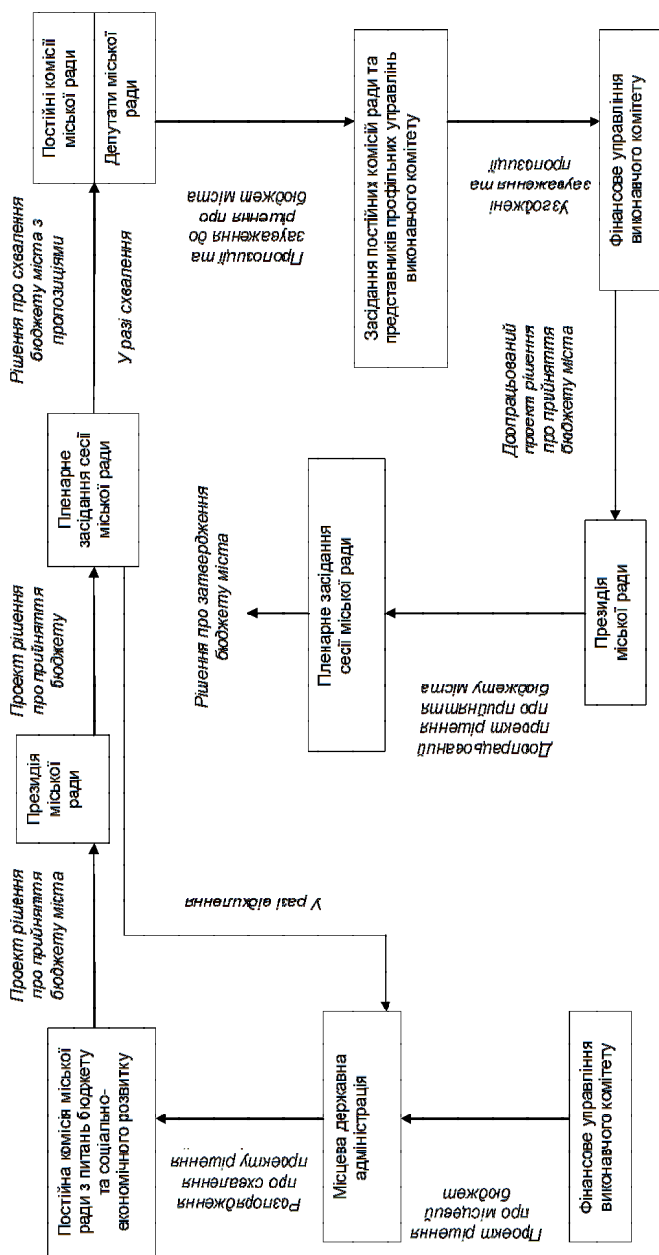 Постійна комісія міської
ради з питань бюджету
та соціально-
економічного розвитку
Проект рішення
про прийняття
бюджету міста
Президія
міської
ради
Проект рішення
про прийняття
бюджету
Пленарне
засідання сесії
міської ради
Рішення про схвалення
бюджету міста з
пропозиціями
У разі схвалення
Постійні комісії
міської ради
Депутати міської
ради
Розпорядження
про схвалення
проекту рішення
У разі відхилення
Пропозиції та
зауваження до
рішення про
бюджет міста
Місцева державна
адміністрація
Рішення про затвердження
бюджету міста
Пленарне засідання
сесії міської ради
Засідання постійних комісій ради та
представників профільних управлінь
виконавчого комітету
Проект рішення
про місцевий
бюджет
Доопрацьований
проект рішення
про прийняття
бюджету міста
Узгоджені
зауваження та
пропозиції
Фінансове управління
виконавчого комітету
Президія
міської ради
Доопрацьований
проект рішення
про прийняття
бюджету міста
Фінансове управління
виконавчого комітету